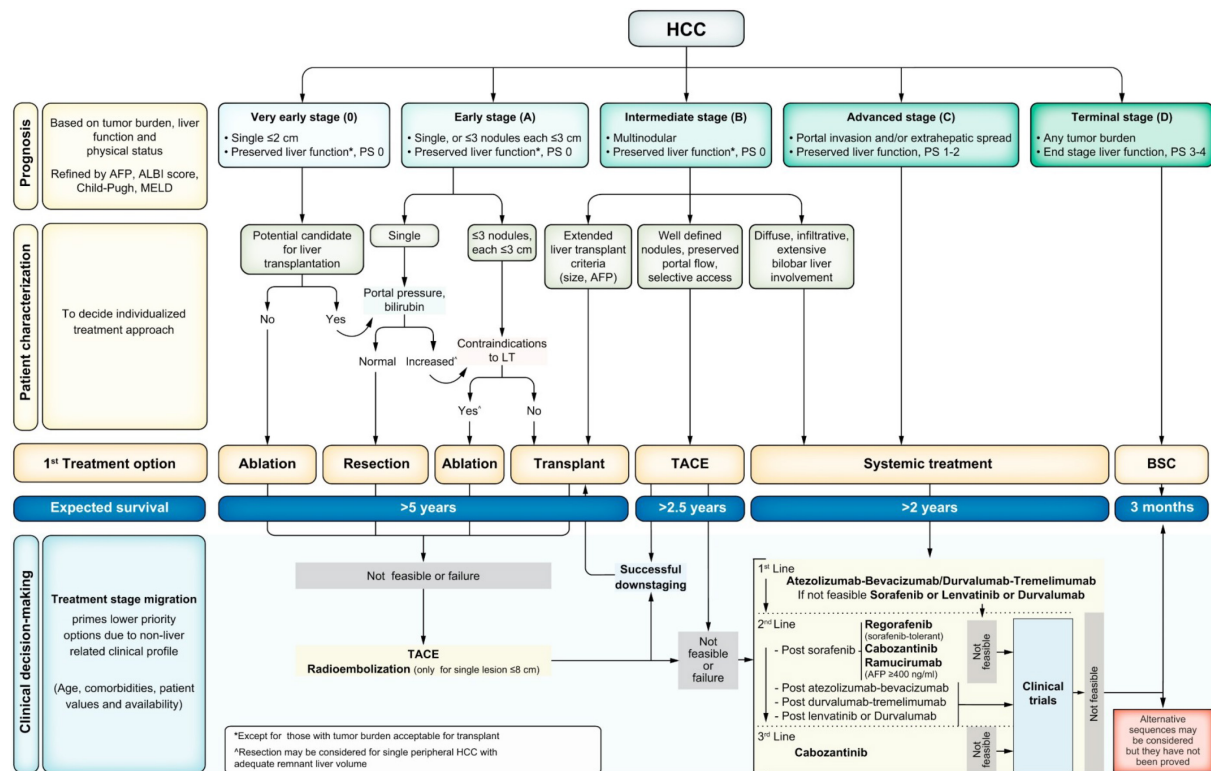 HCC
Prognosis
Based on tumor burden, liver
function and
physical status
Refined by AFP, ALBI score,
Child-Pugh, MELD
Very early stage (0)
• Single ≤2 cm
• Preserved liver function*, PS 0
Early stage (A)
• Single, or ≤3 nodules each ≤3 cm
• Preserved liver function*, PS 0
Intermediate stage (B)
• Multinodular
• Preserved liver function*, PS 0
Advanced stage (C)
• Portal invasion and/or extrahepatic spread
• Preserved liver function, PS 1-2
Terminal stage (D)
• Any tumor burden
• End stage liver function, PS 3-4
Patient characterization
To decide individualized
treatment approach
Potential candidate
for liver
transplantation
Single
≤3 nodules,
each ≤3 cm
Extended
liver transplant
criteria
(size, AFP)
Well defined
nodules, preserved
portal flow,
selective access
Diffuse, infiltrative,
extensive
bilobar liver
involvement
Portal pressure,
bilirubin
No
Yes
Normal
Increased^
Contraindications
to LT
Yes^
No
1st Treatment option
Ablation
Resection
Ablation
Transplant
TACE
Systemic treatment
BSC
Expected survival
>5 years
>2.5 years
>2 years
3 months
Clinical decision-making
Treatment stage migration
primes lower priority
options due to non-liver
related clinical profile
(Age, comorbidities, patient
values and availability)
Not feasible or failure
Successful
downstaging
TACE
Radioembolization (only for single lesion ≤8 cm)
Not
feasible
or
failure
1st Line
Atezolizumab-Bevacizumab/Durvalumab-Tremelimumab
If not feasible Sorafenib or Lenvatinib or Durvalumab
2nd Line
- Post sorafenib
Regorafenib
(sorafenib-tolerant)
Cabozantinib
Ramucirumab
(AFP ≥400 ng/ml)
Not
feasible
- Post atezolizumab-bevacizumab
- Post durvalumab-tremelimumab
- Post lenvatinib or Durvalumab
3rd Line
Cabozantinib
Not
feasible
Clinical
trials
Not feasible
Alternative
sequences may
be considered
but they have not
been proved
*Except for those with tumor burden acceptable for transplant
^Resection may be considered for single peripheral HCC with
adequate remnant liver volume